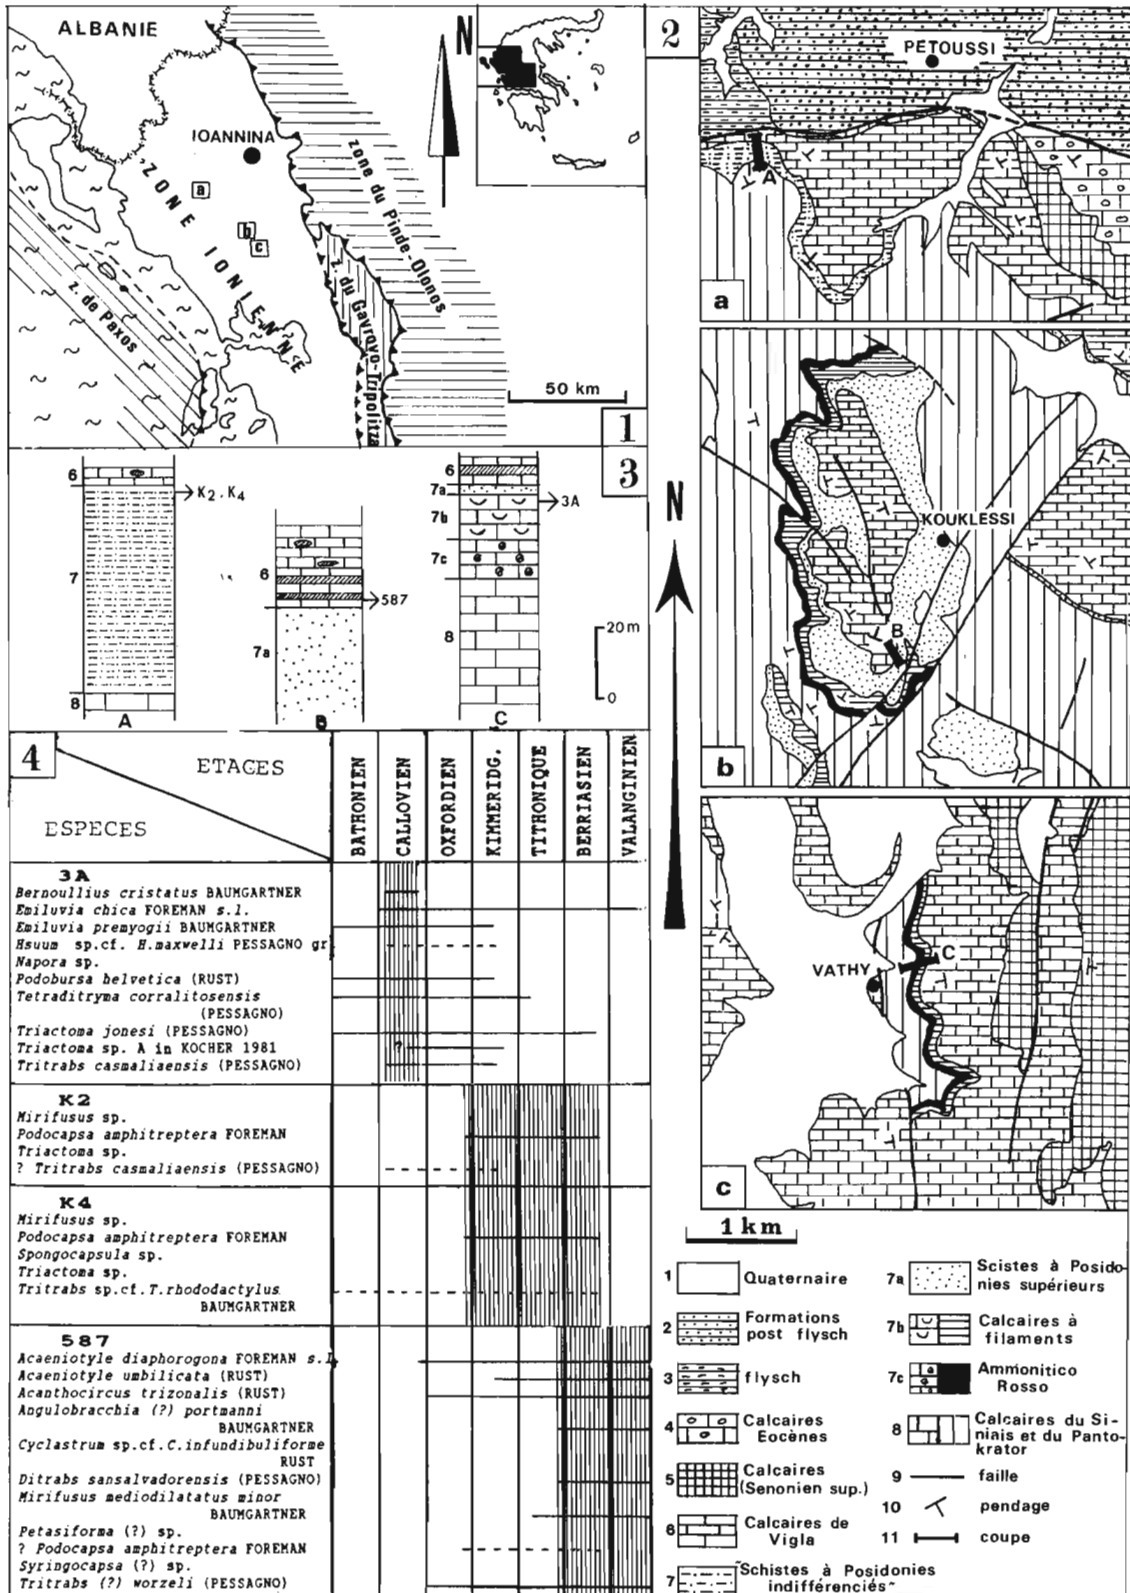 ALBANIE
N
IOANNINA
a
b
c
ZONE IONIENNE
zone du Pinde-Olonos
z. du Gavrovo-Tripolitza
z. de Paxos
50 km
1
2
PETOUSSI
A
a
KOUKLESSI
B
b
VATHY
C
c
N
1 km
3
6
K2 . K4
7
8
A
6
587
7a
B
6
7a
3A
7b
7c
8
C
20 m
0
4
ETAGES
ESPECES
BATHONIEN
CALLOVIEN
OXFORDIEN
KIMMERIDG.
TITHONIQUE
BERRIASIEN
VALANGINIEN
3A
Bernoullius cristatus BAUMGARTNER
Emiluvia chica FOREMAN s.l.
Emiluvia premyogii BAUMGARTNER
Hsuum sp.cf. H.maxwelli PESSAGNO gr
Napora sp.
Podobursa helvetica (RUST)
Tetraditryma corralitosensis
(PESSAGNO)
Triactoma jonesi (PESSAGNO)
Triactoma sp. A in KOCHER 1981
?
Tritrabs casmaliaensis (PESSAGNO)
K2
Mirifusus sp.
Podocapsa amphitreptera FOREMAN
Triactoma sp.
? Tritrabs casmaliaensis (PESSAGNO)
K4
Mirifusus sp.
Podocapsa amphitreptera FOREMAN
Spongocapsula sp.
Triactoma sp.
Tritrabs sp.cf.T.rhododactylus
BAUMGARTNER
587
Acaeniotyle diaphorogona FOREMAN s.l.
Acaeniotyle umbilicata (RUST)
Acanthocircus trizonalis (RUST)
Angulobracchia (?) portmanni
BAUMGARTNER
Cyclastrum sp.cf.C.infundibuliforme
RUST
Ditrabs sansalvadorensis (PESSAGNO)
Mirifusus mediodilatatus minor
BAUMGARTNER
Petasiforma (?) sp.
? Podocapsa amphitreptera FOREMAN
Syringocapsa (?) sp.
Tritrabs (?) worzeli (PESSAGNO)
1 Quaternaire
2 Formations
post flysch
3 flysch
4 Calcaires
Eocènes
5 Calcaires
(Senonien sup.)
6 Calcaires de
Vigla
7 "Schistes à Posidonies
indifférenciés"
7a Scistes à Posido-
nies supérieurs
7b Calcaires à
filaments
7c Ammonitico
Rosso
8 Calcaires du Si-
niais et du Panto-
krator
9 faille
10 pendage
11 coupe